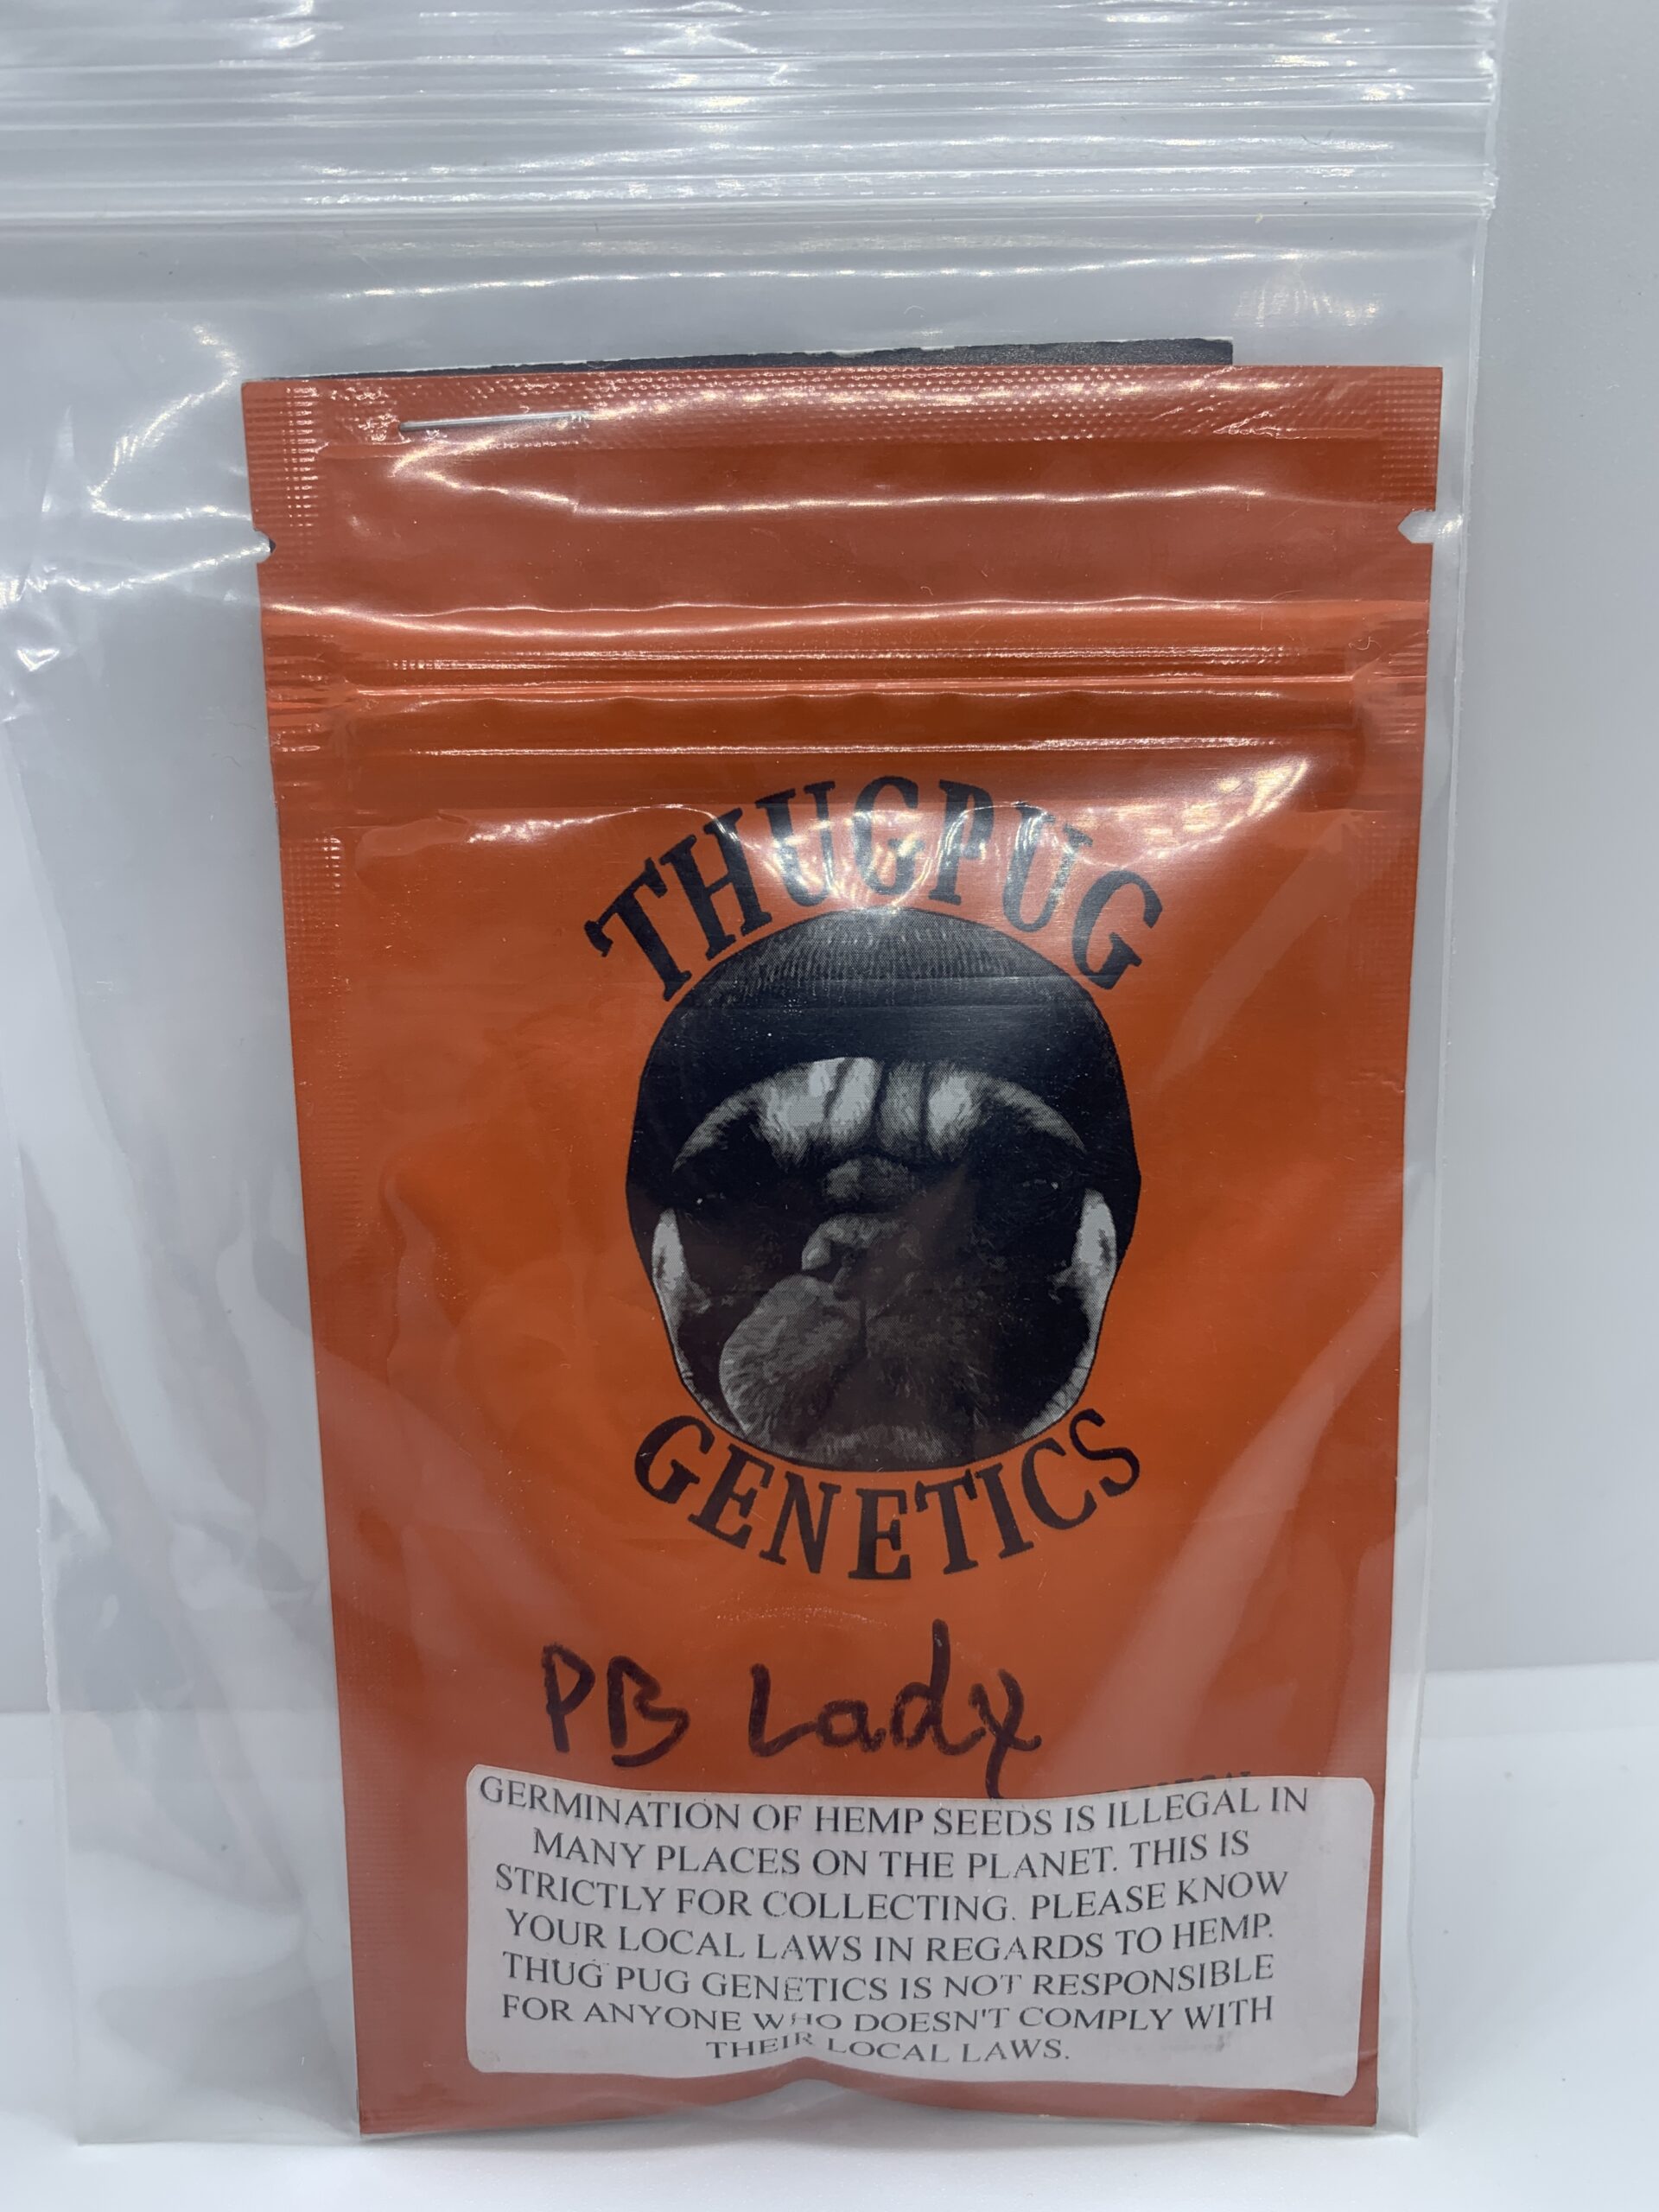 THUGPUG
GENETICS
PB Lady
GERMINATION OF HEMP SEEDS IS ILLEGAL IN
MANY PLACES ON THE PLANET. THIS IS
STRICTLY FOR COLLECTING. PLEASE KNOW
YOUR LOCAL LAWS IN REGARDS TO HEMP.
THUG PUG GENETICS IS NOT RESPONSIBLE
FOR ANYONE WHO DOESN'T COMPLY WITH
THEIR LOCAL LAWS.